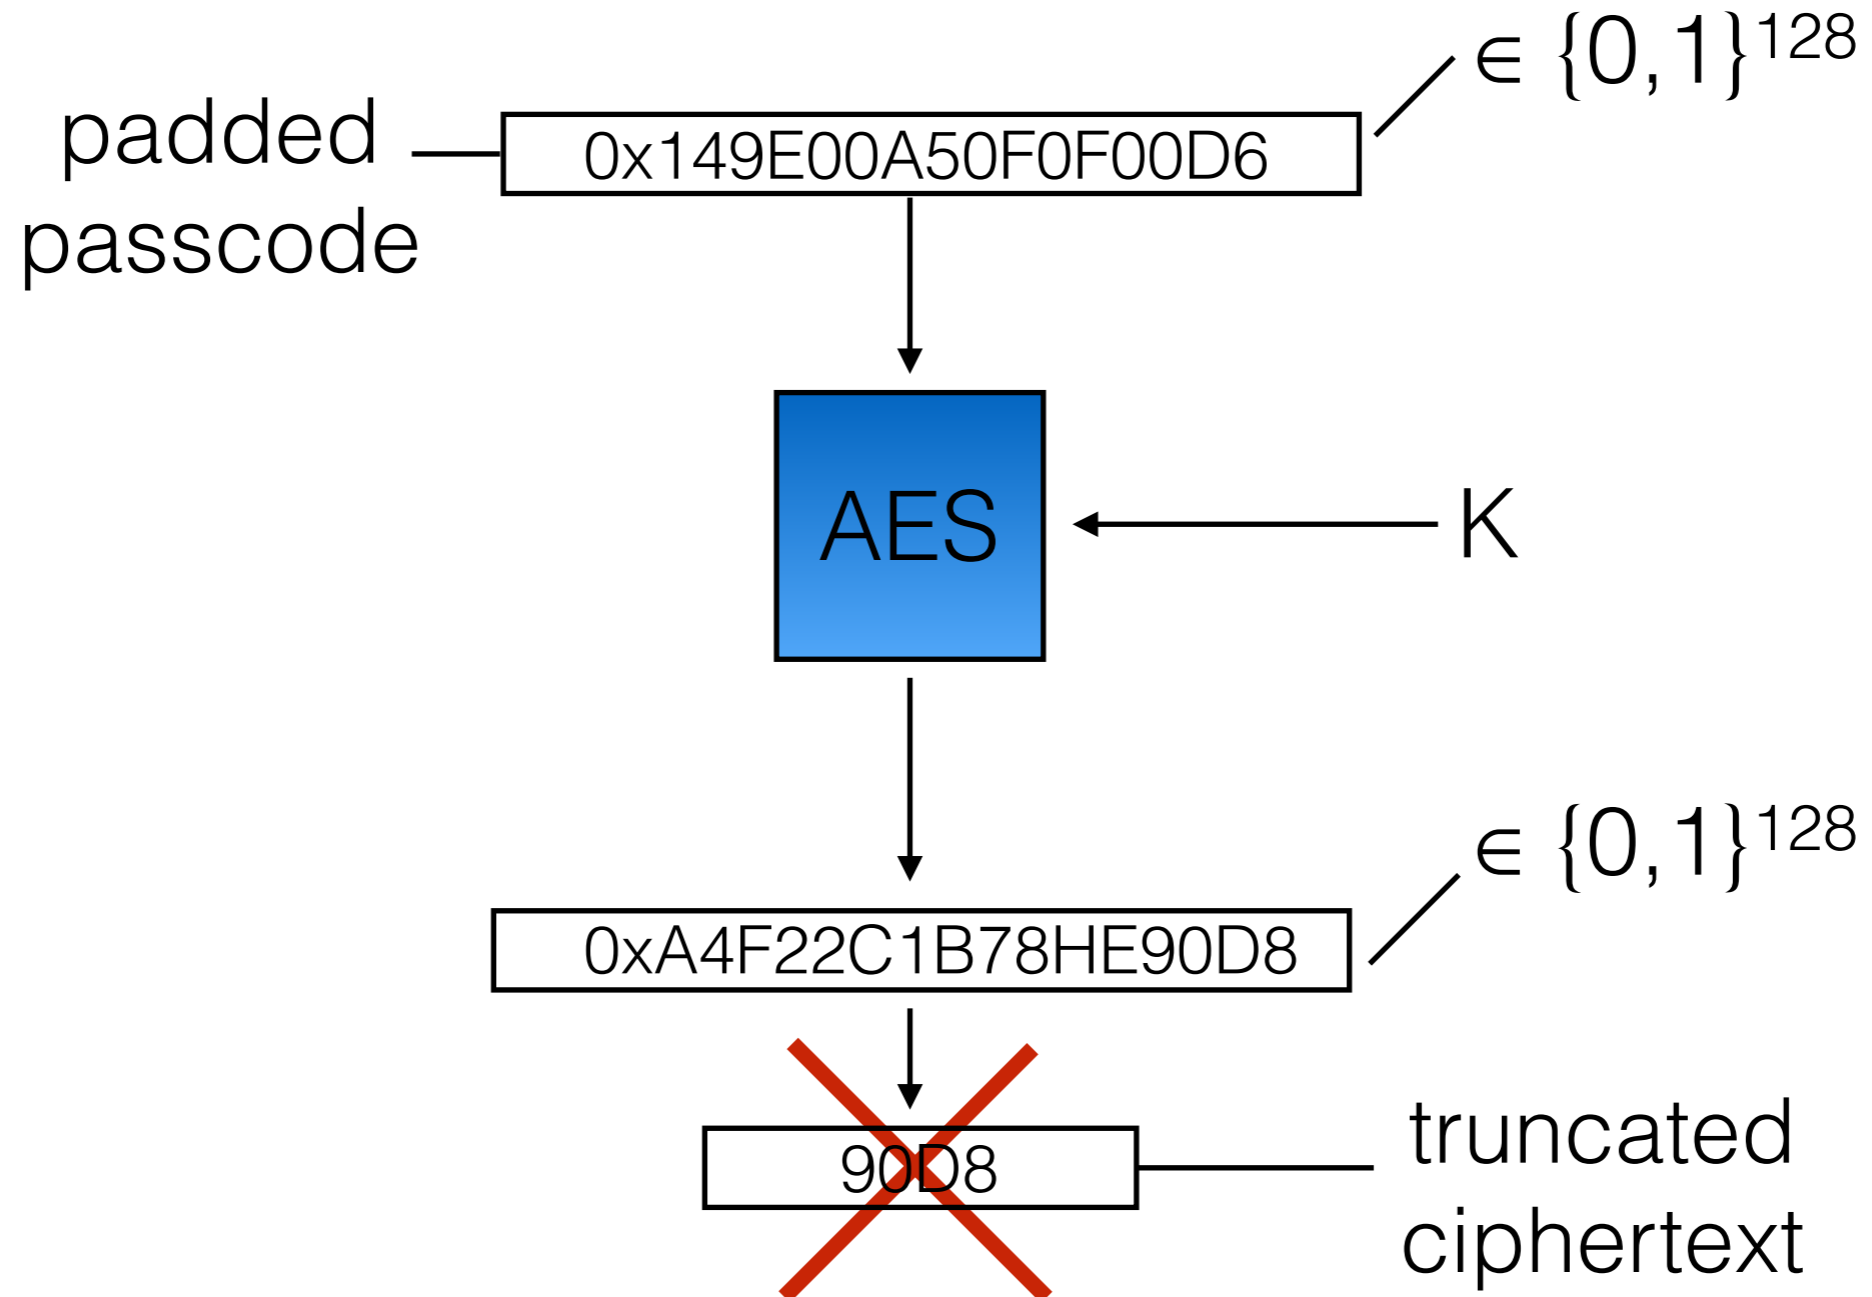 ∈ {0,1}¹²⁸
padded
passcode
0x149E00A50F0F00D6
AES
K
∈ {0,1}¹²⁸
0xA4F22C1B78HE90D8
90D8
truncated
ciphertext